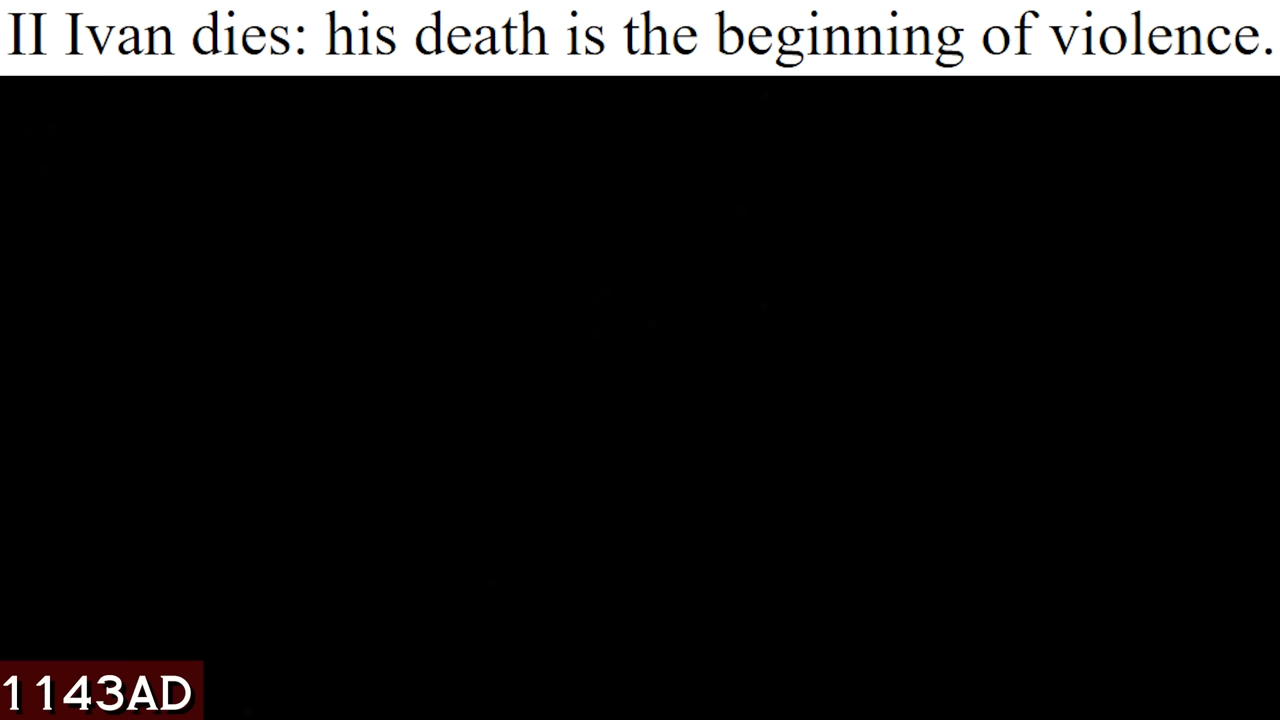 II Ivan dies: his death is the beginning of violence.
1143AD